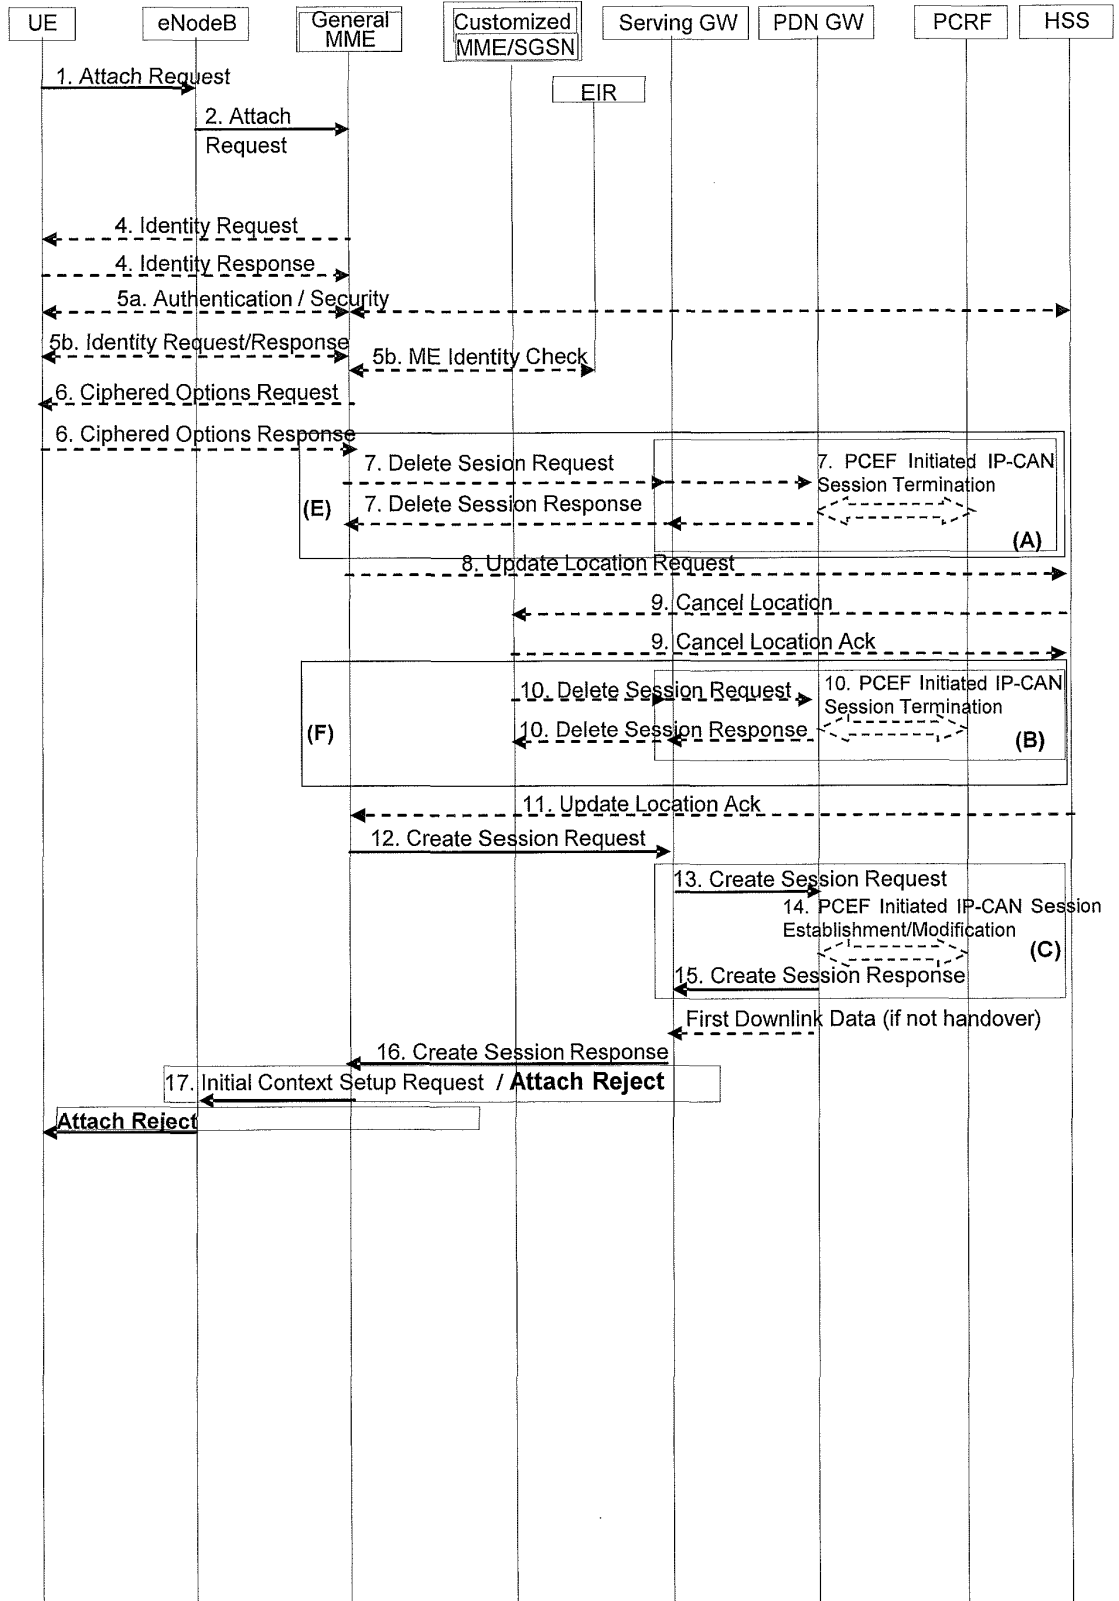 UE
eNodeB
General
MME
Customized
MME/SGSN
Serving GW
PDN GW
PCRF
HSS
EIR
1. Attach Request
2. Attach
Request
4. Identity Request
4. Identity Response
5a. Authentication / Security
5b. Identity Request/Response
5b. ME Identity Check
6. Ciphered Options Request
6. Ciphered Options Response
7. Delete Sesion Request
7. PCEF Initiated IP-CAN
Session Termination
(E)
7. Delete Session Response
(A)
8. Update Location Request
9. Cancel Location
9. Cancel Location Ack
10. Delete Session Request
10. PCEF Initiated IP-CAN
Session Termination
(F)
10. Delete Session Response
(B)
11. Update Location Ack
12. Create Session Request
13. Create Session Request
14. PCEF Initiated IP-CAN Session
Establishment/Modification
(C)
15. Create Session Response
First Downlink Data (if not handover)
16. Create Session Response
17. Initial Context Setup Request / Attach Reject
Attach Reject